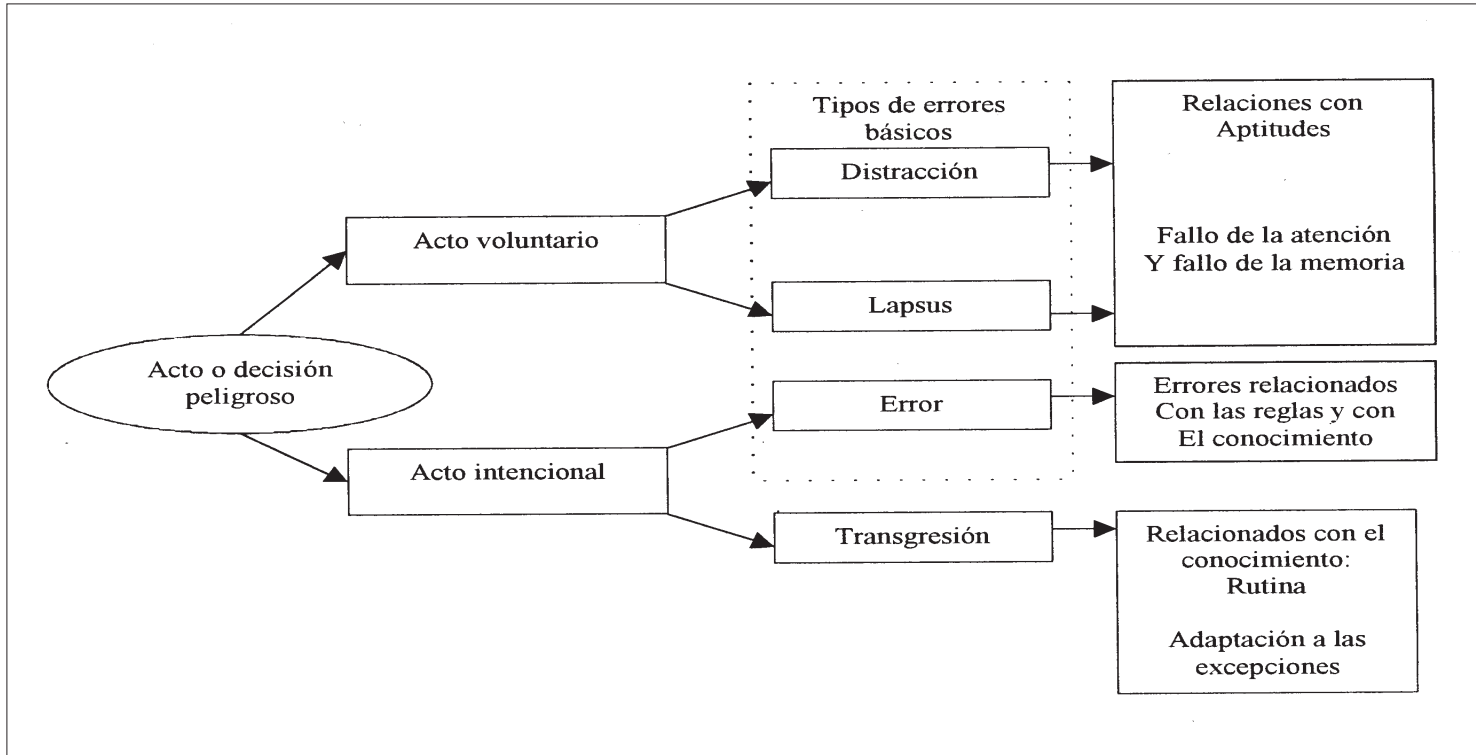 Tipos de errores
básicos
Relaciones con
Aptitudes
Distracción
Acto voluntario
Fallo de la atención
Y fallo de la memoria
Lapsus
Acto o decisión
peligroso
Error
Errores relacionados
Con las reglas y con
El conocimiento
Acto intencional
Transgresión
Relacionados con el
conocimiento:
Rutina
Adaptación a las
excepciones